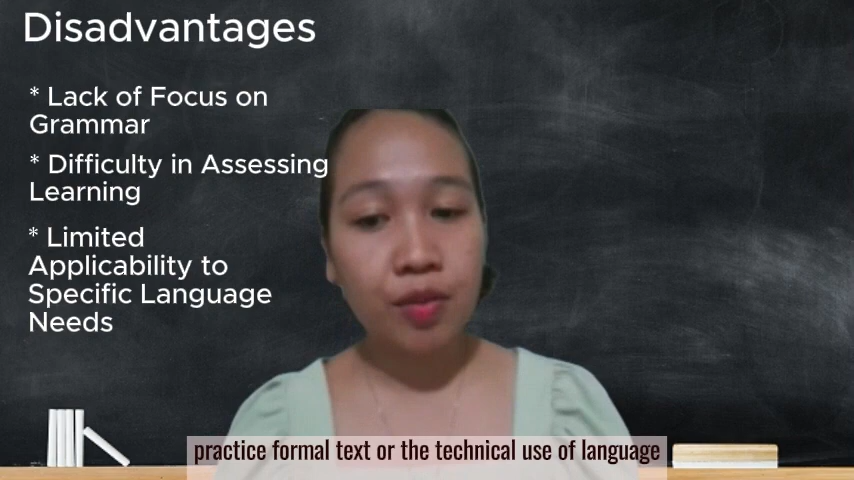 Disadvantages
* Lack of Focus on
Grammar
* Difficulty in Assessing
Learning
* Limited
Applicability to
Specific Language
Needs
practice formal text or the technical use of language